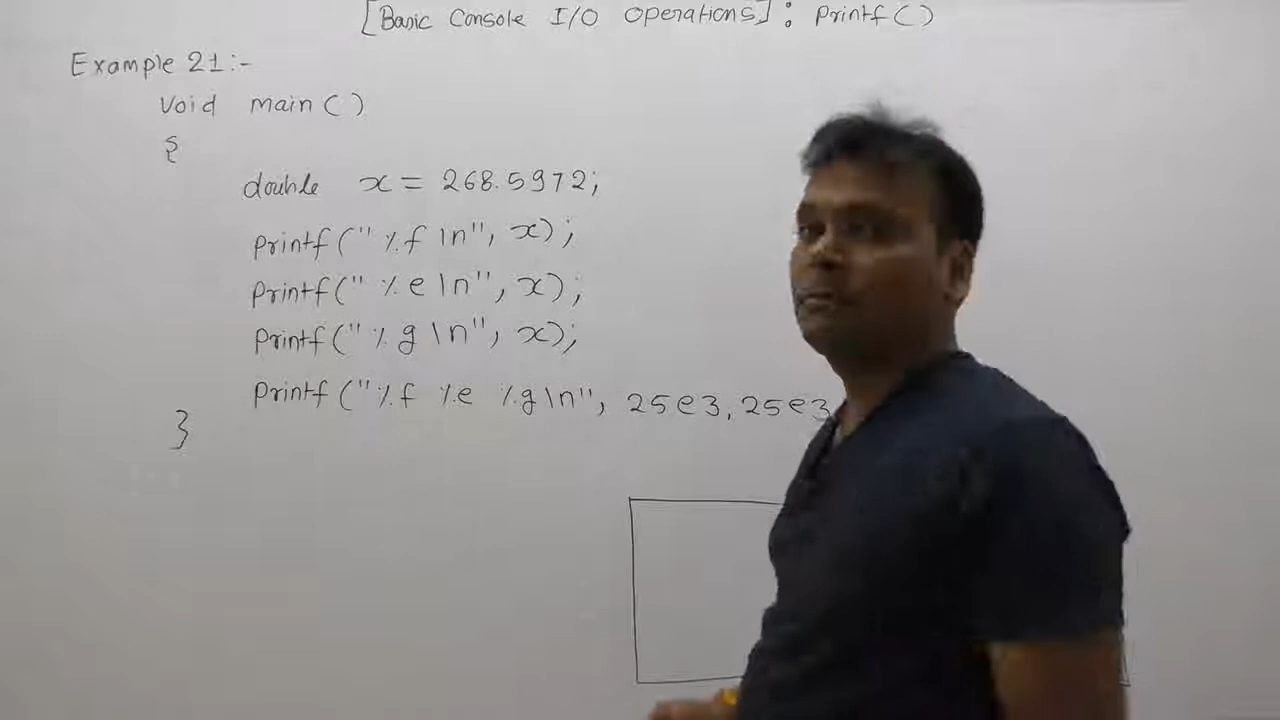 [Basic Console I/O Operations] : Printf()
Example 21:-
Void main()
{
double x = 268.5972;
Printf("%f \n", x);
Printf("%e\n", x);
Printf("%g\n", x);
Printf("%f %e %g\n", 25e3, 25e3
}